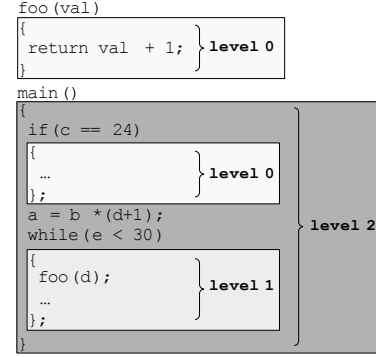 foo(val)
{
return val + 1; level 0
}
main()
{
if(c == 24)
{
… level 0
};
a = b *(d+1);
while(e < 30) level 2
{
foo(d); level 1
…
};
}